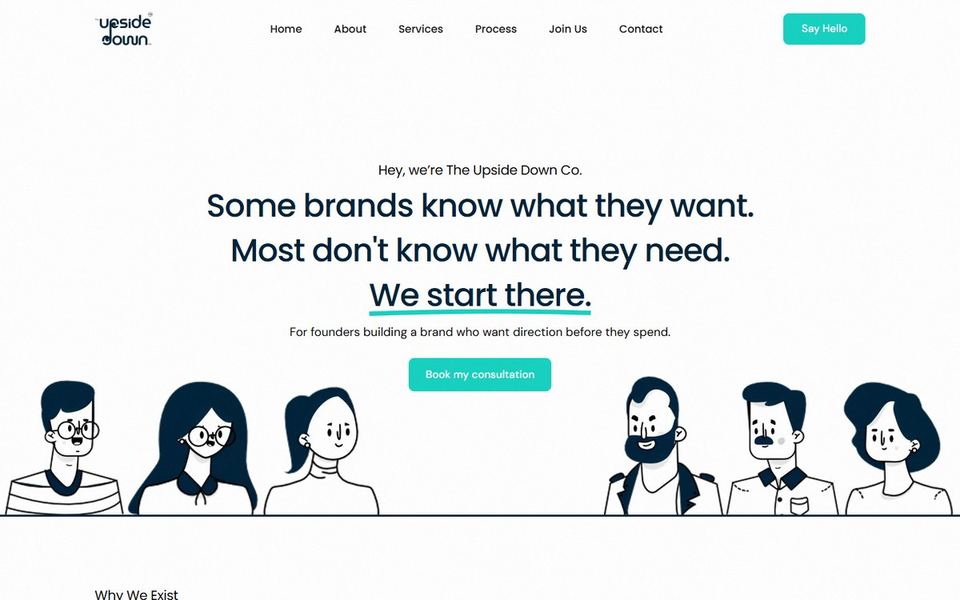 upside
down
Home
About
Services
Process
Join Us
Contact
Say Hello
Hey, we’re The Upside Down Co.
Some brands know what they want.
Most don't know what they need.
We start there.
For founders building a brand who want direction before they spend.
Book my consultation
Why We Exist